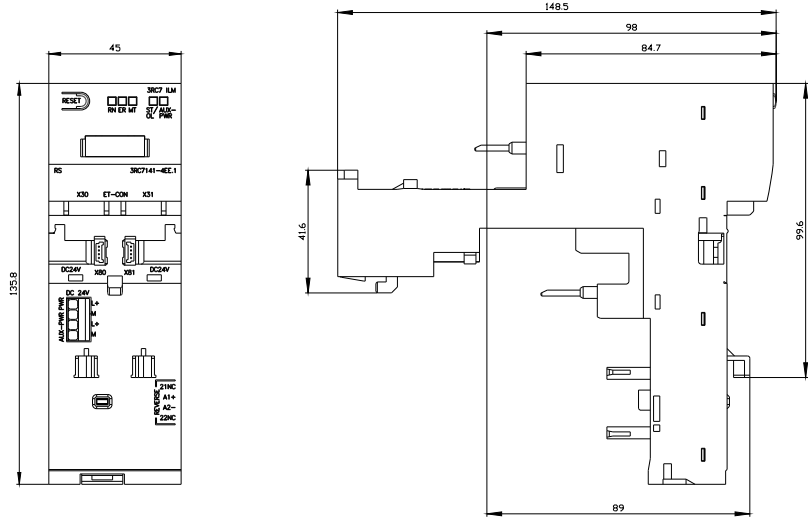 148.5
98
84.7
45
3RC7 ILM
RESET
RN ER MT ST/ AUX-
OL PWR
RS 3RC7141-4EE.1
X30 ET-CON X31
DC24V X80 X81 DC24V
DC 24V
L+
M
L+
M
AUX-PWR PWR
21NC
A1+
A2-
22NC
REVERSE
135.8
41.6
99.6
89